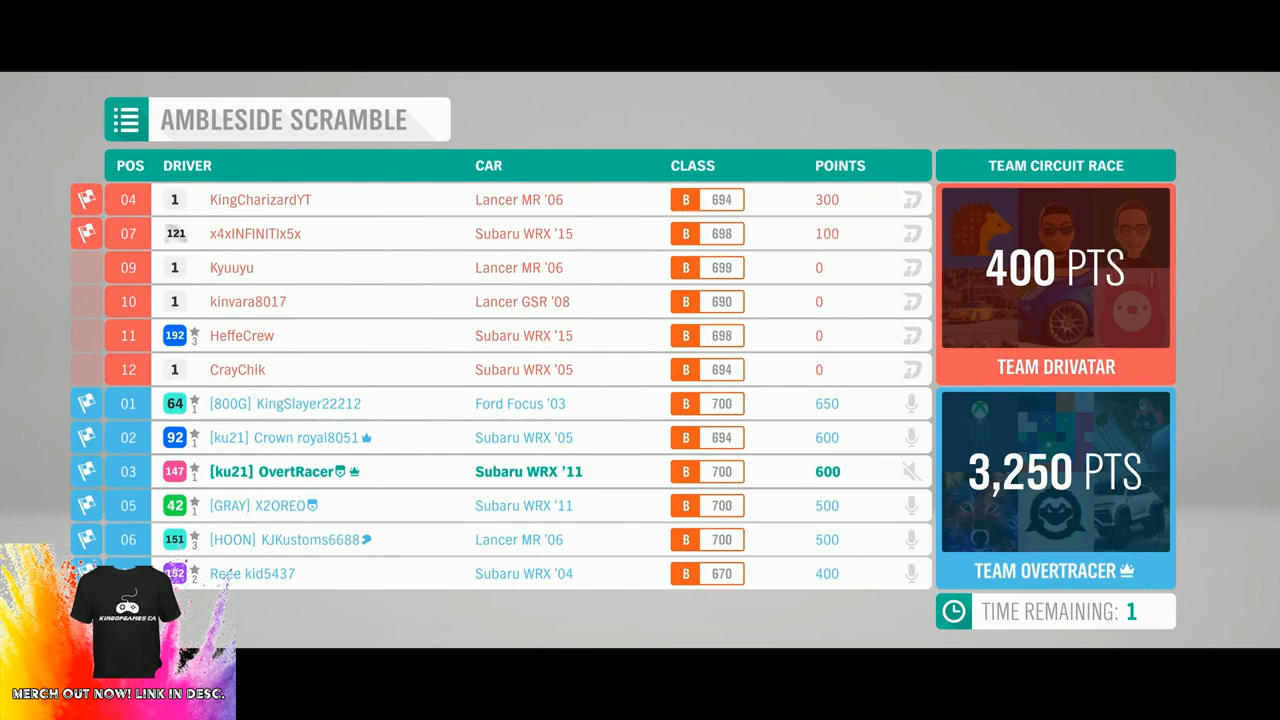 AMBLESIDE SCRAMBLE
POS DRIVER CAR CLASS POINTS
04 1 KingCharizardYT Lancer MR '06 B 694 300
07 121 x4xINFINITIx5x Subaru WRX '15 B 698 100
09 1 Kyuuyu Lancer MR '06 B 699 0
10 1 kinvara8017 Lancer GSR '08 B 690 0
11 192 3 HeffeCrew Subaru WRX '15 B 698 0
12 1 CrayChik Subaru WRX '05 B 694 0
01 64 1 [800G] KingSlayer22212 Ford Focus '03 B 700 650
02 92 1 [ku21] Crown royal8051 Subaru WRX '05 B 694 600
03 147 1 [ku21] OvertRacer Subaru WRX '11 B 700 600
05 42 1 [GRAY] X2OREO Subaru WRX '11 B 700 500
06 151 3 [HOON] KJKustoms6688 Lancer MR '06 B 700 500
2 kid5437 Subaru WRX '04 B 670 400
TEAM CIRCUIT RACE
400 PTS
TEAM DRIVATAR
3,250 PTS
TEAM OVERTRACER
TIME REMAINING: 1
KINGOFGAMES CA
MERCH OUT NOW! LINK IN DESC.